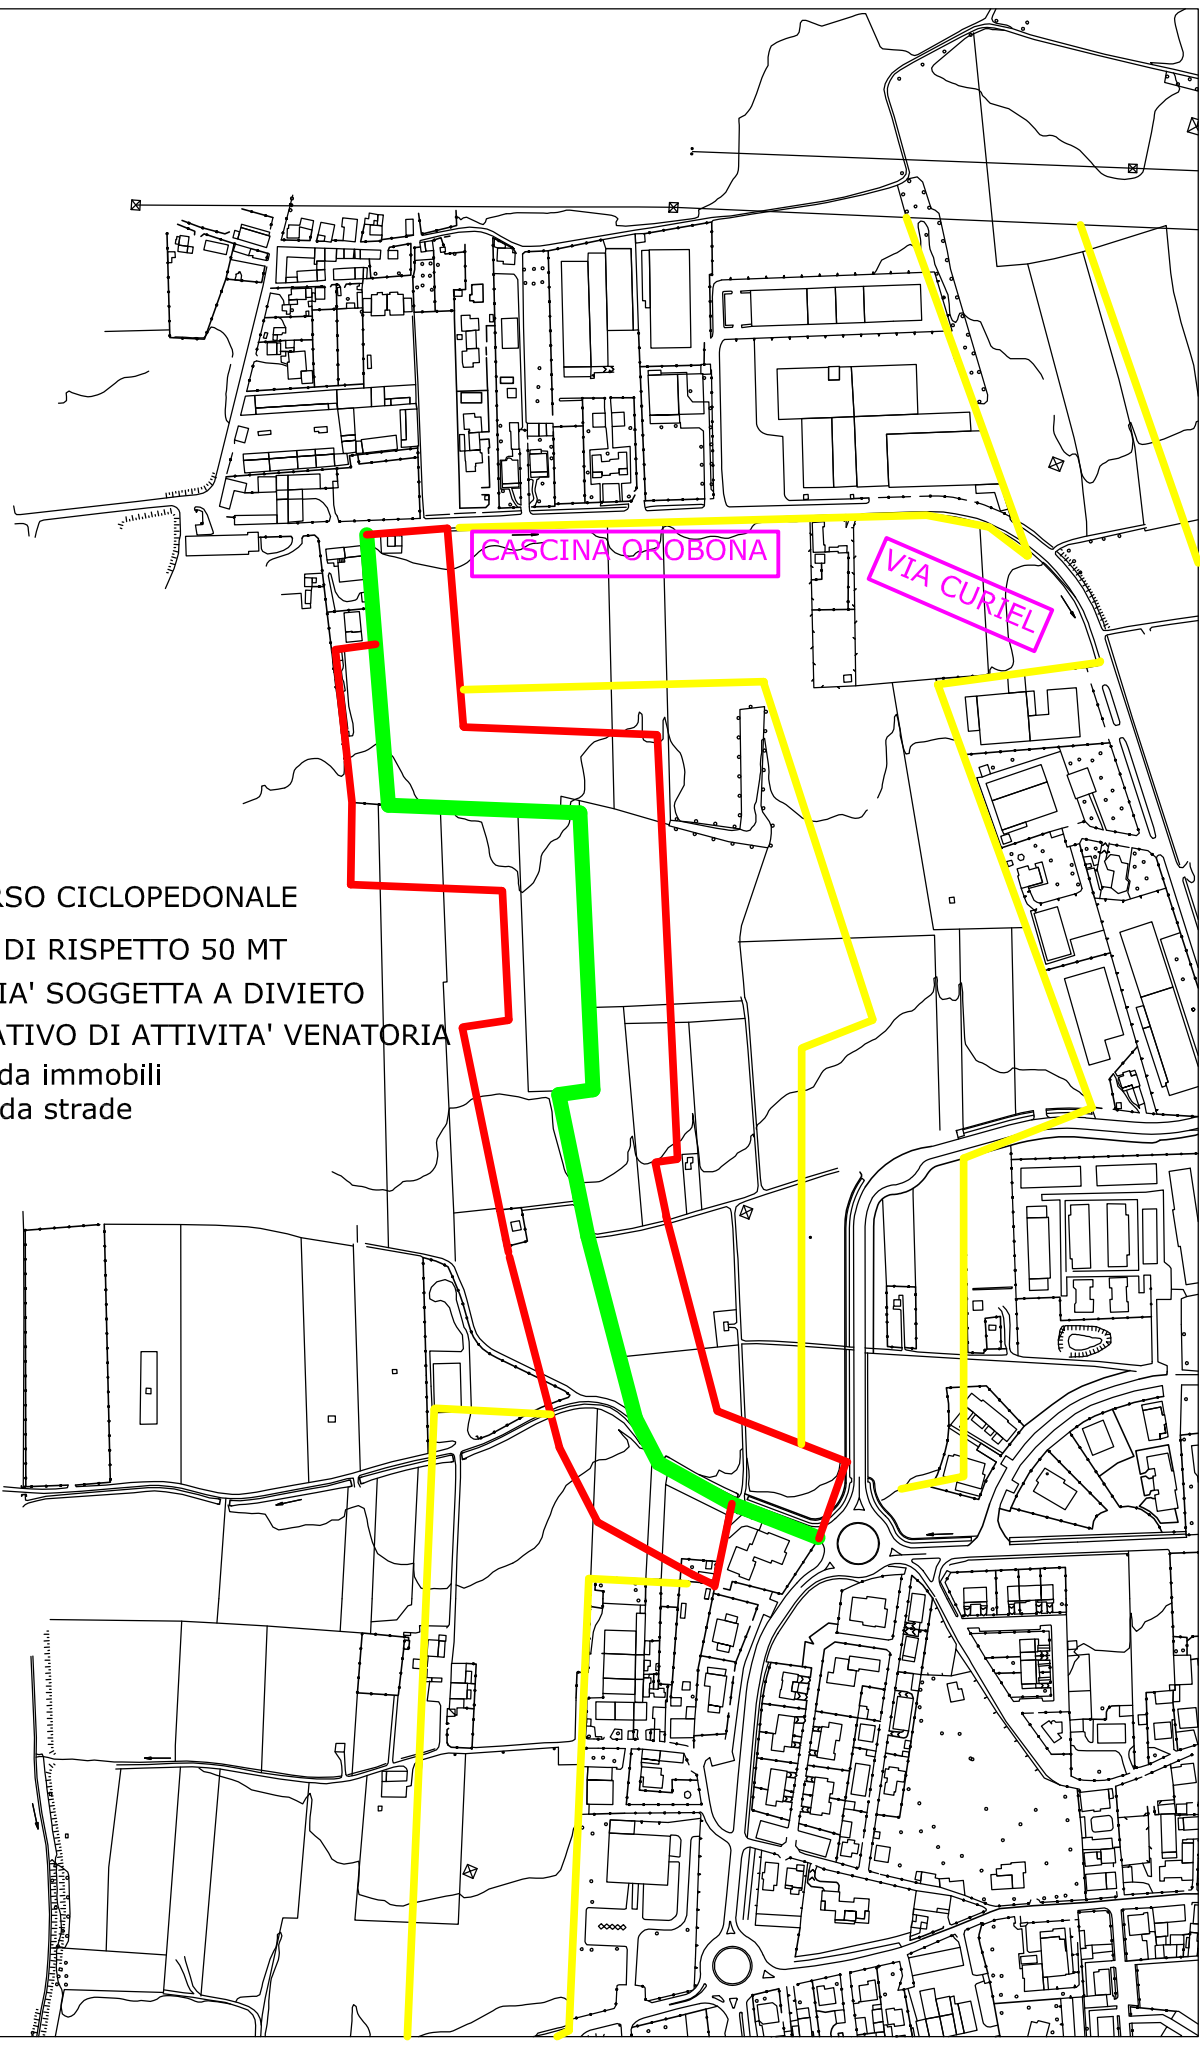 CASCINA OROBONA
VIA CURIEL
RSO CICLOPEDONALE
DI RISPETTO 50 MT
IA' SOGGETTA A DIVIETO
ATIVO DI ATTIVITA' VENATORIA
da immobili
da strade